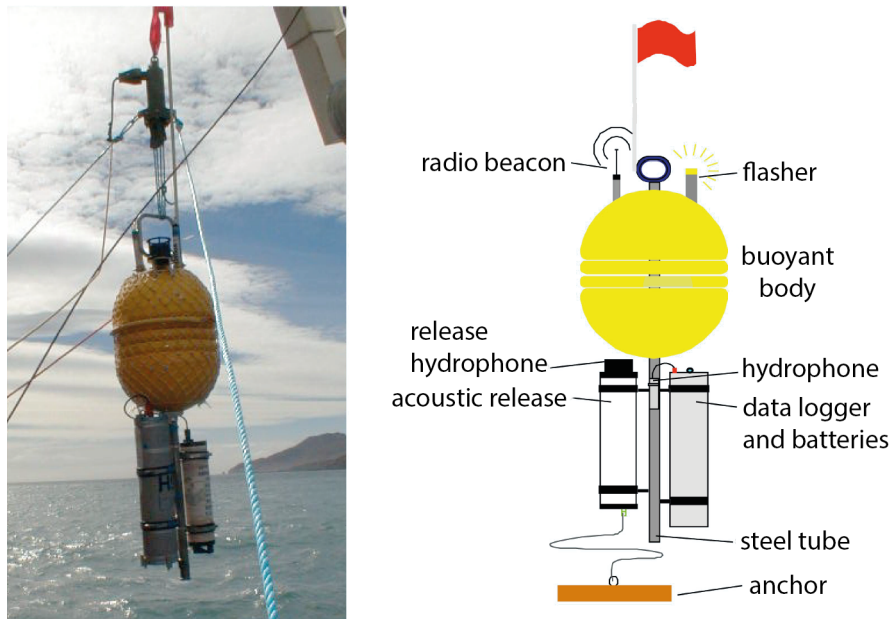 radio beacon
flasher
buoyant
body
release
hydrophone
acoustic release
hydrophone
data logger
and batteries
steel tube
anchor